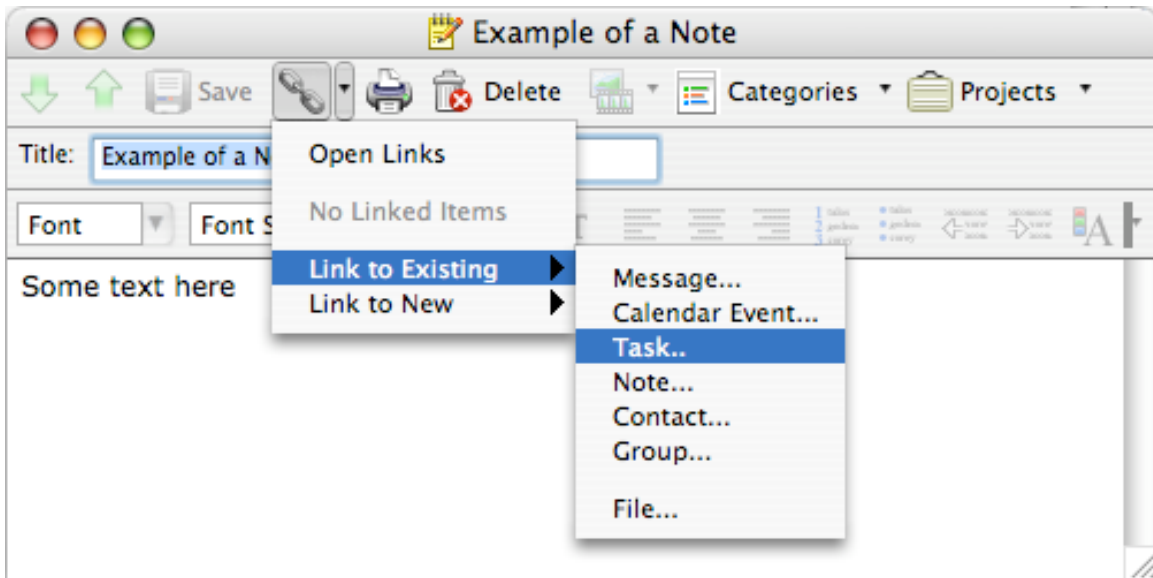 Example of a Note
Save Delete Categories Projects
Title: Example of a N
Open Links
No Linked Items
Font Font S
Link to Existing
Link to New
Some text here
Message...
Calendar Event...
Task..
Note...
Contact...
Group...
File...